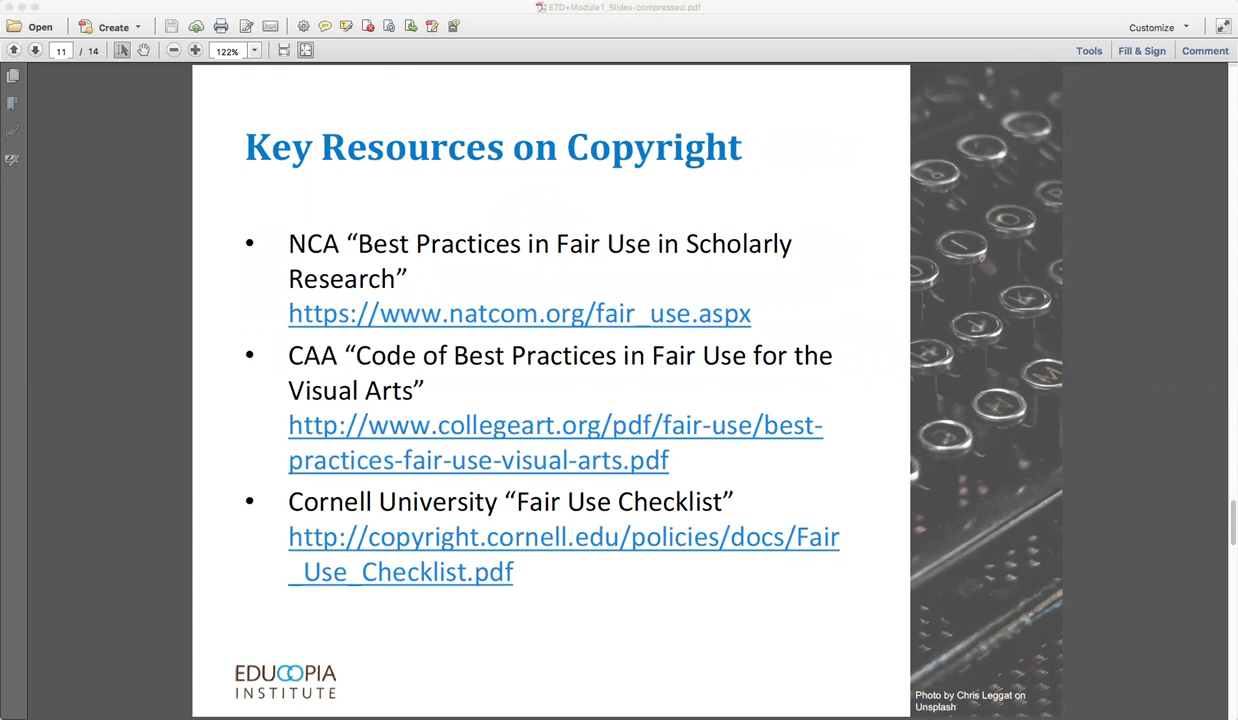 ETD+Module1_Slides-compressed.pdf
Open
Create
Customize
11 / 14
122%
Tools
Fill & Sign
Comment
Key Resources on Copyright
• NCA “Best Practices in Fair Use in Scholarly
Research”
https://www.natcom.org/fair_use.aspx
• CAA “Code of Best Practices in Fair Use for the
Visual Arts”
http://www.collegeart.org/pdf/fair-use/best-
practices-fair-use-visual-arts.pdf
• Cornell University “Fair Use Checklist”
http://copyright.cornell.edu/policies/docs/Fair
_Use_Checklist.pdf
EDUCOPIA
INSTITUTE
Photo by Chris Leggat on
Unsplash